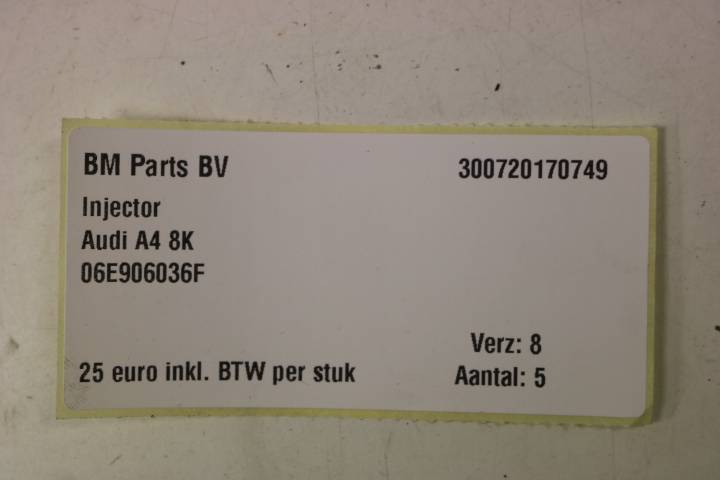 BM Parts BV 300720170749
Injector
Audi A4 8K
06E906036F
Verz: 8
25 euro inkl. BTW per stuk Aantal: 5